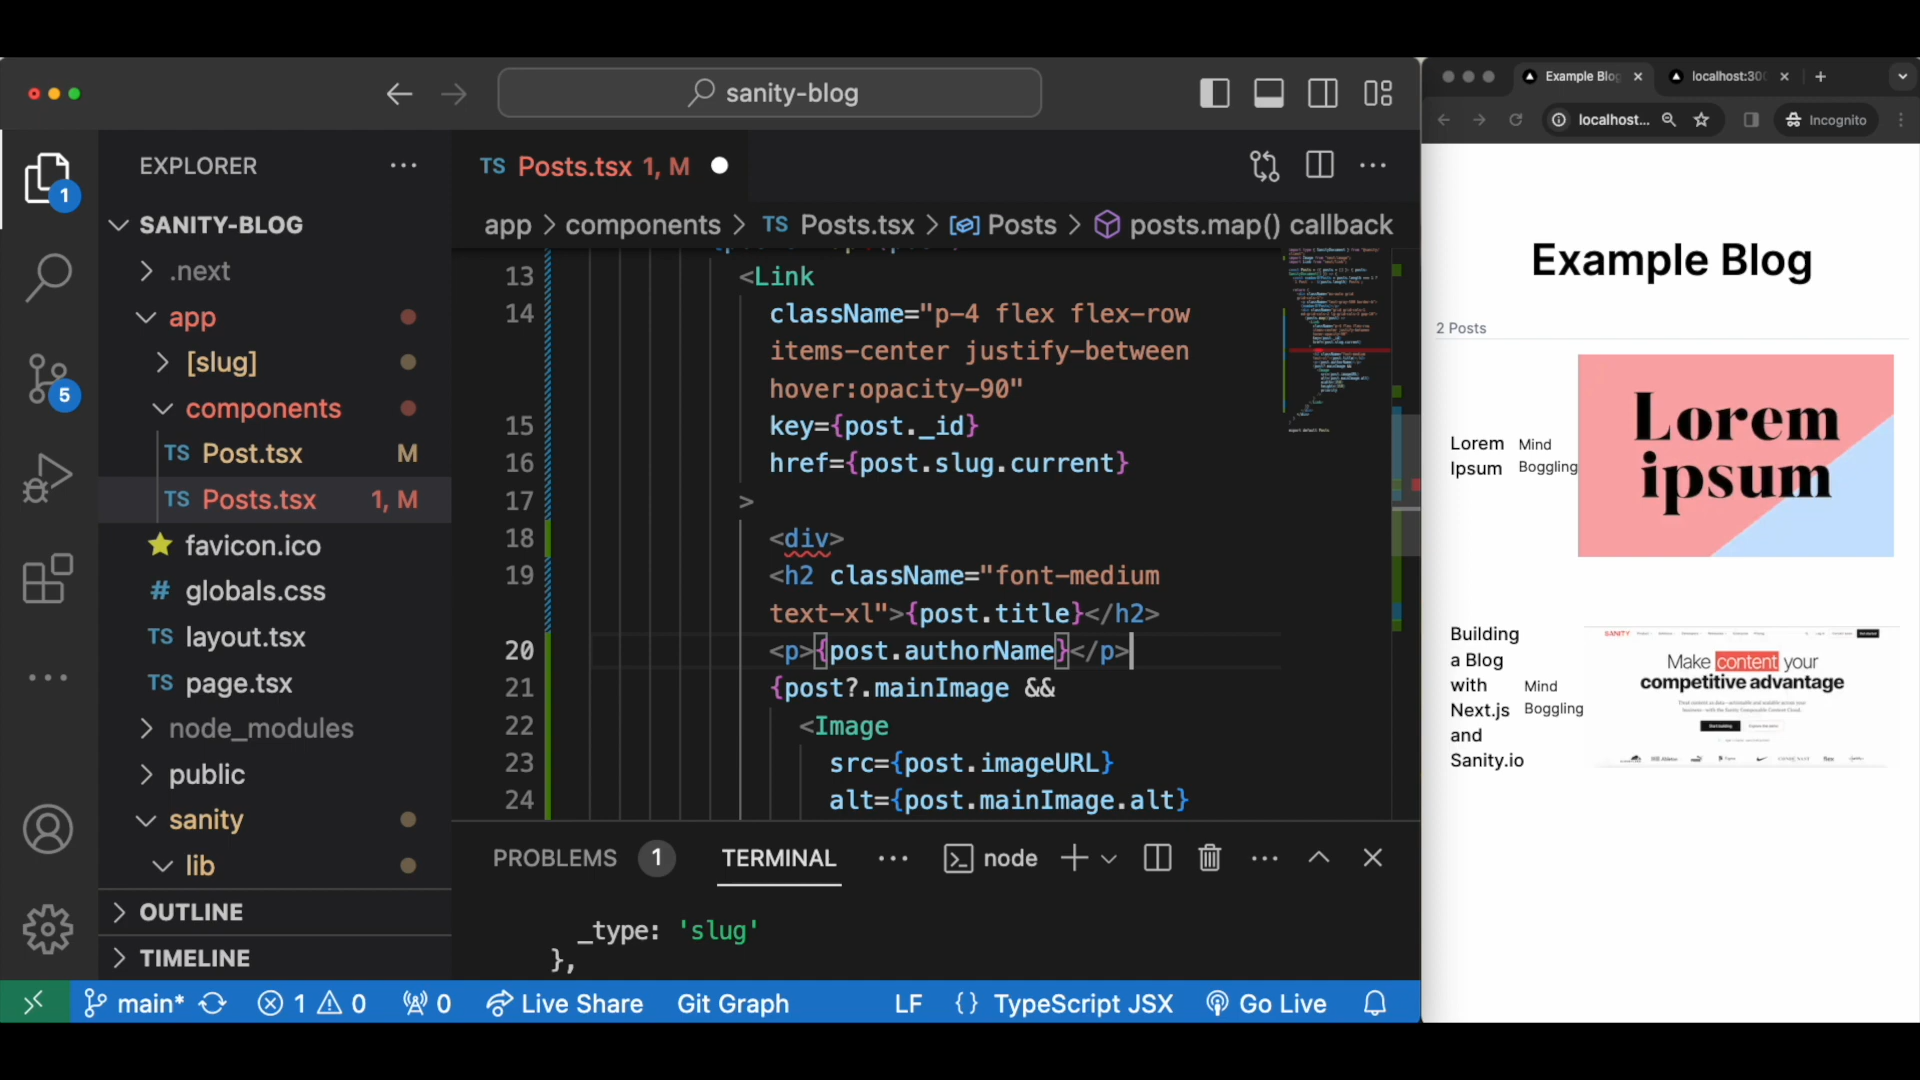 sanity-blog
EXPLORER
SANITY-BLOG
.next
app
[slug]
components
TS Post.tsx M
TS Posts.tsx 1, M
favicon.ico
# globals.css
TS layout.tsx
TS page.tsx
node_modules
public
sanity
lib
OUTLINE
TIMELINE
1
5
TS Posts.tsx 1, M
app > components > TS Posts.tsx > Posts > posts.map() callback
13 <Link
14 className="p-4 flex flex-row
items-center justify-between
hover:opacity-90"
15 key={post._id}
16 href={post.slug.current}
17 >
18 <div>
19 <h2 className="font-medium
text-xl">{post.title}</h2>
20 <p>{post.authorName}</p>
21 {post?.mainImage &&
22 <Image
23 src={post.imageURL}
24 alt={post.mainImage.alt}
PROBLEMS 1 TERMINAL node
_type: 'slug'
},
main* 1 0 0 Live Share Git Graph LF {} TypeScript JSX Go Live
Example Blo localhost:300
localhost... Incognito
Example Blog
2 Posts
Lorem
Ipsum
Mind
Boggling
Lorem
ipsum
Building
a Blog
with
Next.js
and
Sanity.io
Mind
Boggling
SANITY
Make content your
competitive advantage